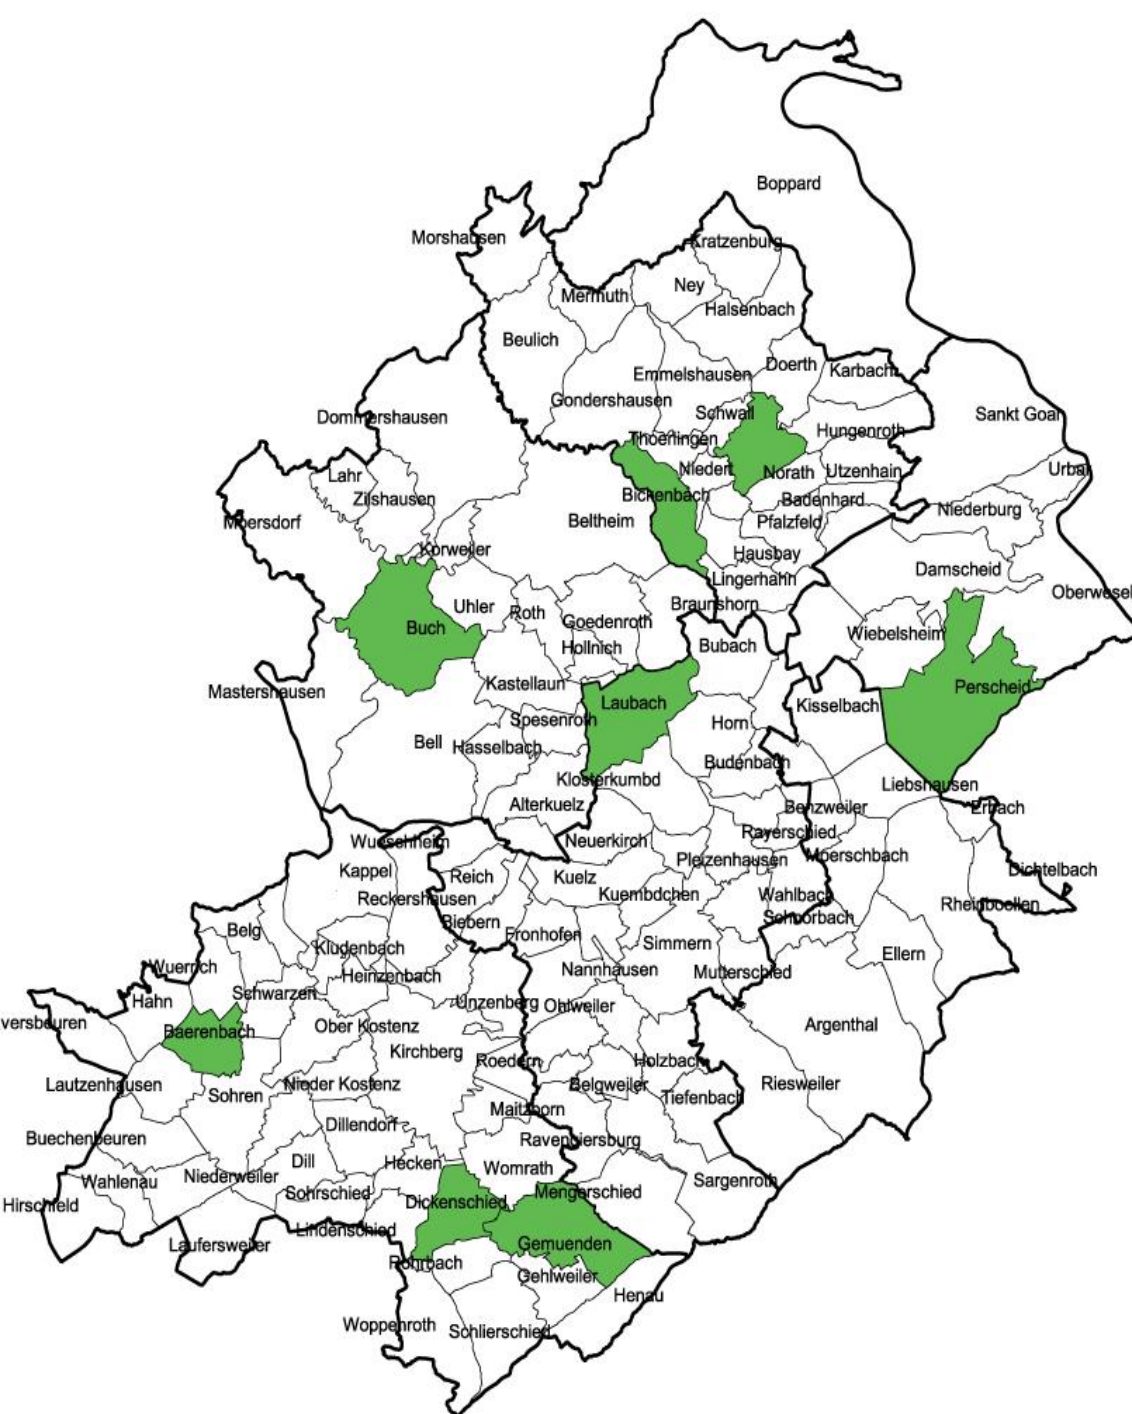 Boppard
Morshausen
Kratzenburg
Ney
Mermuth
Halsenbach
Beulich
Doerth
Karbach
Emmelshausen
Gondershausen
Sankt Goar
Dommershausen
Schwall
Hungenroth
Thoerlingen
Niedert
Norath
Utzenhain
Urbar
Lahr
Zilshausen
Bickenbach
Badenhard
Niederburg
Moersdorf
Beltheim
Pfalzfeld
Korweiler
Hausbay
Damscheid
Lingerhahn
Oberwesel
Uhler
Roth
Braunshorn
Goedenroth
Buch
Wiebelsheim
Hollnich
Bubach
Mastershausen
Kastellaun
Perscheid
Laubach
Kisselbach
Spesenroth
Horn
Bell
Hasselbach
Budenbach
Klosterkumbd
Liebshausen
Alterkuelz
Benzweiler
Erbach
Wueschheim
Neuerkirch
Rayerschied
Pleizenhausen
Moerschbach
Kappel
Reich
Kuelz
Dichtelbach
Reckershausen
Kuembdchen
Wahlbach
Rheinboellen
Biebern
Schnorbach
Belg
Fronhofen
Kludenbach
Simmern
Ellern
Wuerrich
Heinzenbach
Nannhausen
Mutterschied
Hahn
Schwarzen
Unzenberg
Ohlweiler
versbeuren
Baerenbach
Ober Kostenz
Argenthal
Kirchberg
Roedern
Holzbach
Lautzenhausen
Nieder Kostenz
Belgweiler
Riesweiler
Sohren
Tiefenbach
Maitzborn
Buechenbeuren
Dillendorf
Ravengiersburg
Dill
Hecken
Womrath
Niederweiler
Wahlenau
Sargenroth
Sohrschied
Mengerschied
Hirschfeld
Dickenschied
Lindenschied
Laufersweiler
Gemuenden
Rohrbach
Gehlweiler
Henau
Woppenroth
Schlierschied